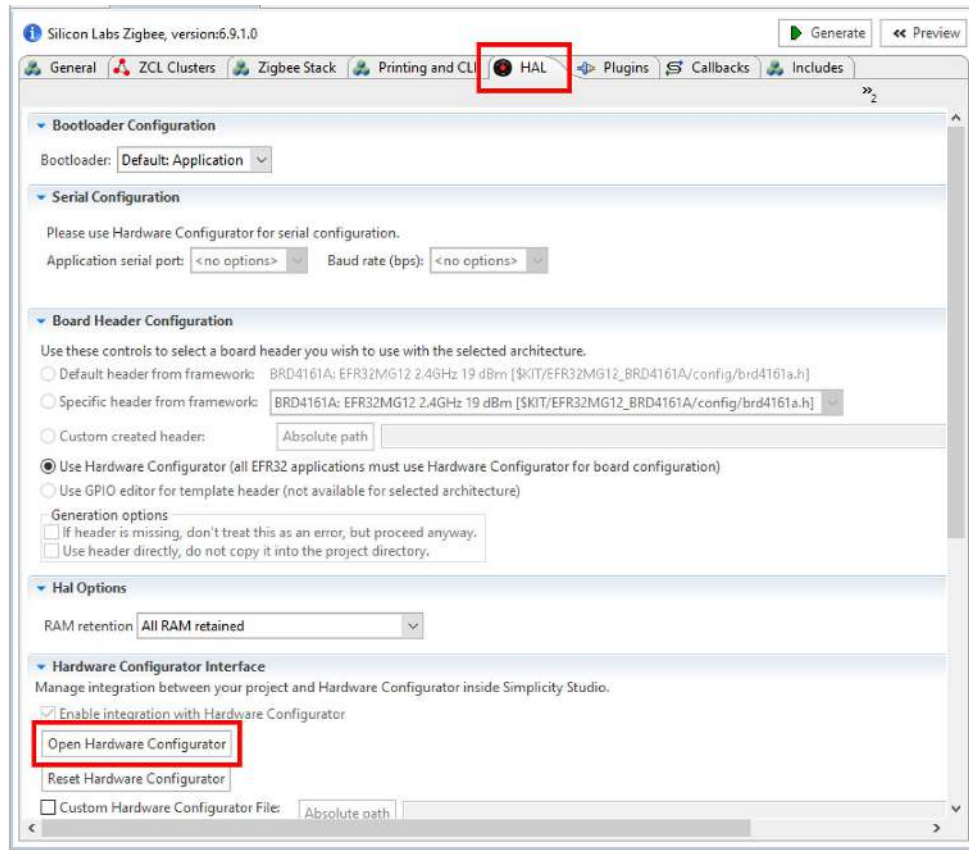 Silicon Labs Zigbee, version:6.9.1.0 Generate Preview
General ZCL Clusters Zigbee Stack Printing and CLI HAL Plugins Callbacks Includes
»2
Bootloader Configuration
Bootloader: Default: Application
Serial Configuration
Please use Hardware Configurator for serial configuration.
Application serial port: <no options> Baud rate (bps): <no options>
Board Header Configuration
Use these controls to select a board header you wish to use with the selected architecture.
Default header from framework: BRD4161A: EFR32MG12 2.4GHz 19 dBm [$KIT/EFR32MG12_BRD4161A/config/brd4161a.h]
Specific header from framework: BRD4161A: EFR32MG12 2.4GHz 19 dBm [$KIT/EFR32MG12_BRD4161A/config/brd4161a.h]
Custom created header: Absolute path
Use Hardware Configurator (all EFR32 applications must use Hardware Configurator for board configuration)
Use GPIO editor for template header (not available for selected architecture)
Generation options
If header is missing, don't treat this as an error, but proceed anyway.
Use header directly, do not copy it into the project directory.
Hal Options
RAM retention All RAM retained
Hardware Configurator Interface
Manage integration between your project and Hardware Configurator inside Simplicity Studio.
Enable integration with Hardware Configurator
Open Hardware Configurator
Reset Hardware Configurator
Custom Hardware Configurator File: Absolute path